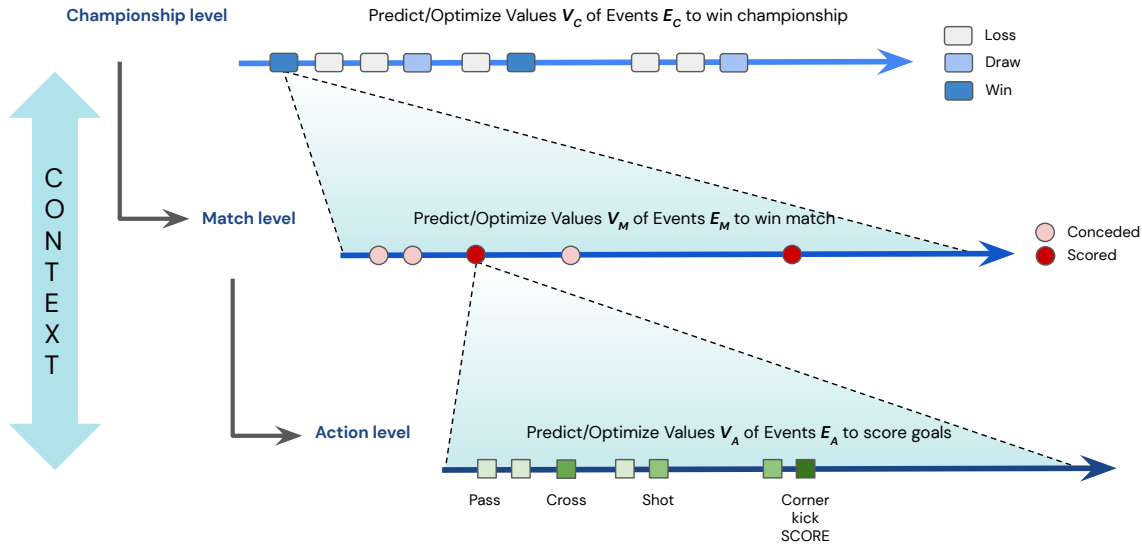 Championship level
Predict/Optimize Values V_C of Events E_C to win championship
Loss
Draw
Win
CONTEXT
Match level
Predict/Optimize Values V_M of Events E_M to win match
Conceded
Scored
Action level
Predict/Optimize Values V_A of Events E_A to score goals
Pass
Cross
Shot
Corner
kick
SCORE